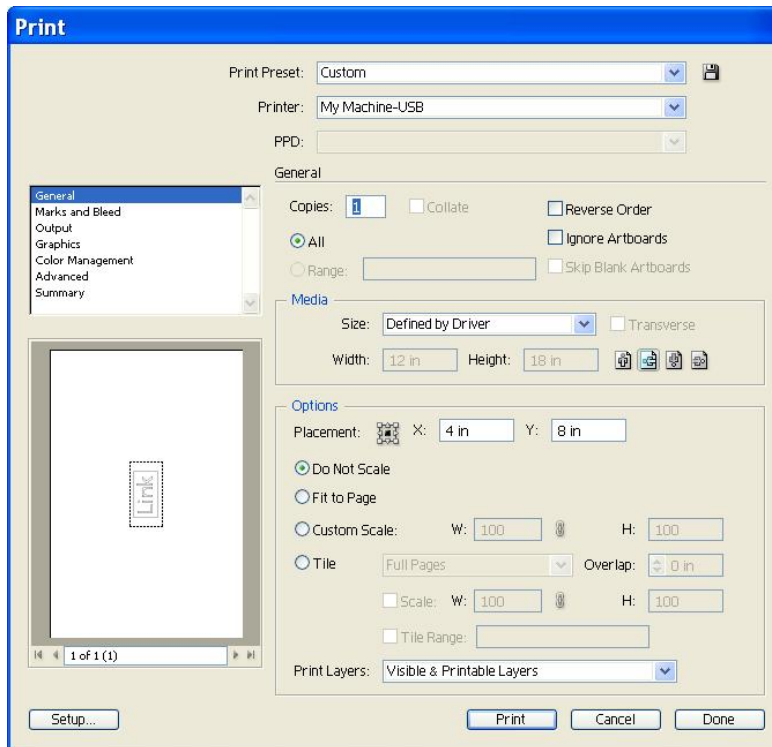 Print
Print Preset: Custom
Printer: My Machine-USB
PPD:
General
General
Marks and Bleed
Output
Graphics
Color Management
Advanced
Summary
Copies: 1 Collate Reverse Order
All Ignore Artboards
Range: Skip Blank Artboards
Media
Size: Defined by Driver Transverse
Width: 12 in Height: 18 in
Options
Placement: X: 4 in Y: 8 in
Do Not Scale
Fit to Page
Custom Scale: W: 100 H: 100
Tile Full Pages Overlap: 0 in
Scale: W: 100 H: 100
Tile Range:
Print Layers: Visible & Printable Layers
Link
1 of 1 (1)
Setup... Print Cancel Done